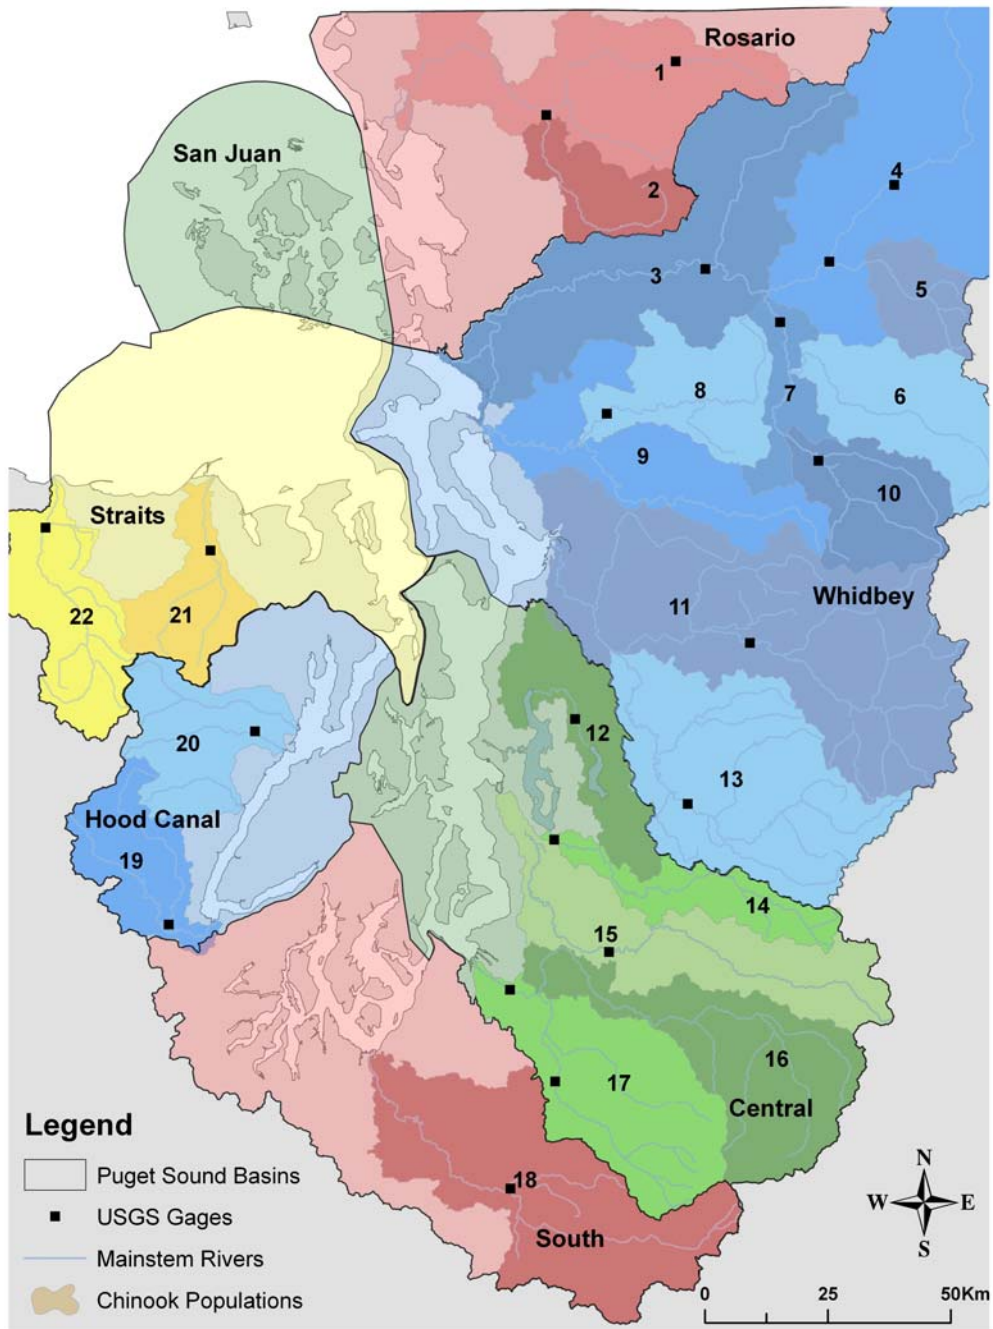 Rosario
1
San Juan
2
4
3
5
8
7
6
9
10
Straits
11
Whidbey
22
21
12
20
13
Hood Canal
19
14
15
16
17
Central
18
South
Legend
Puget Sound Basins
USGS Gages
Mainstem Rivers
Chinook Populations
N
W E
S
0 25 50Km